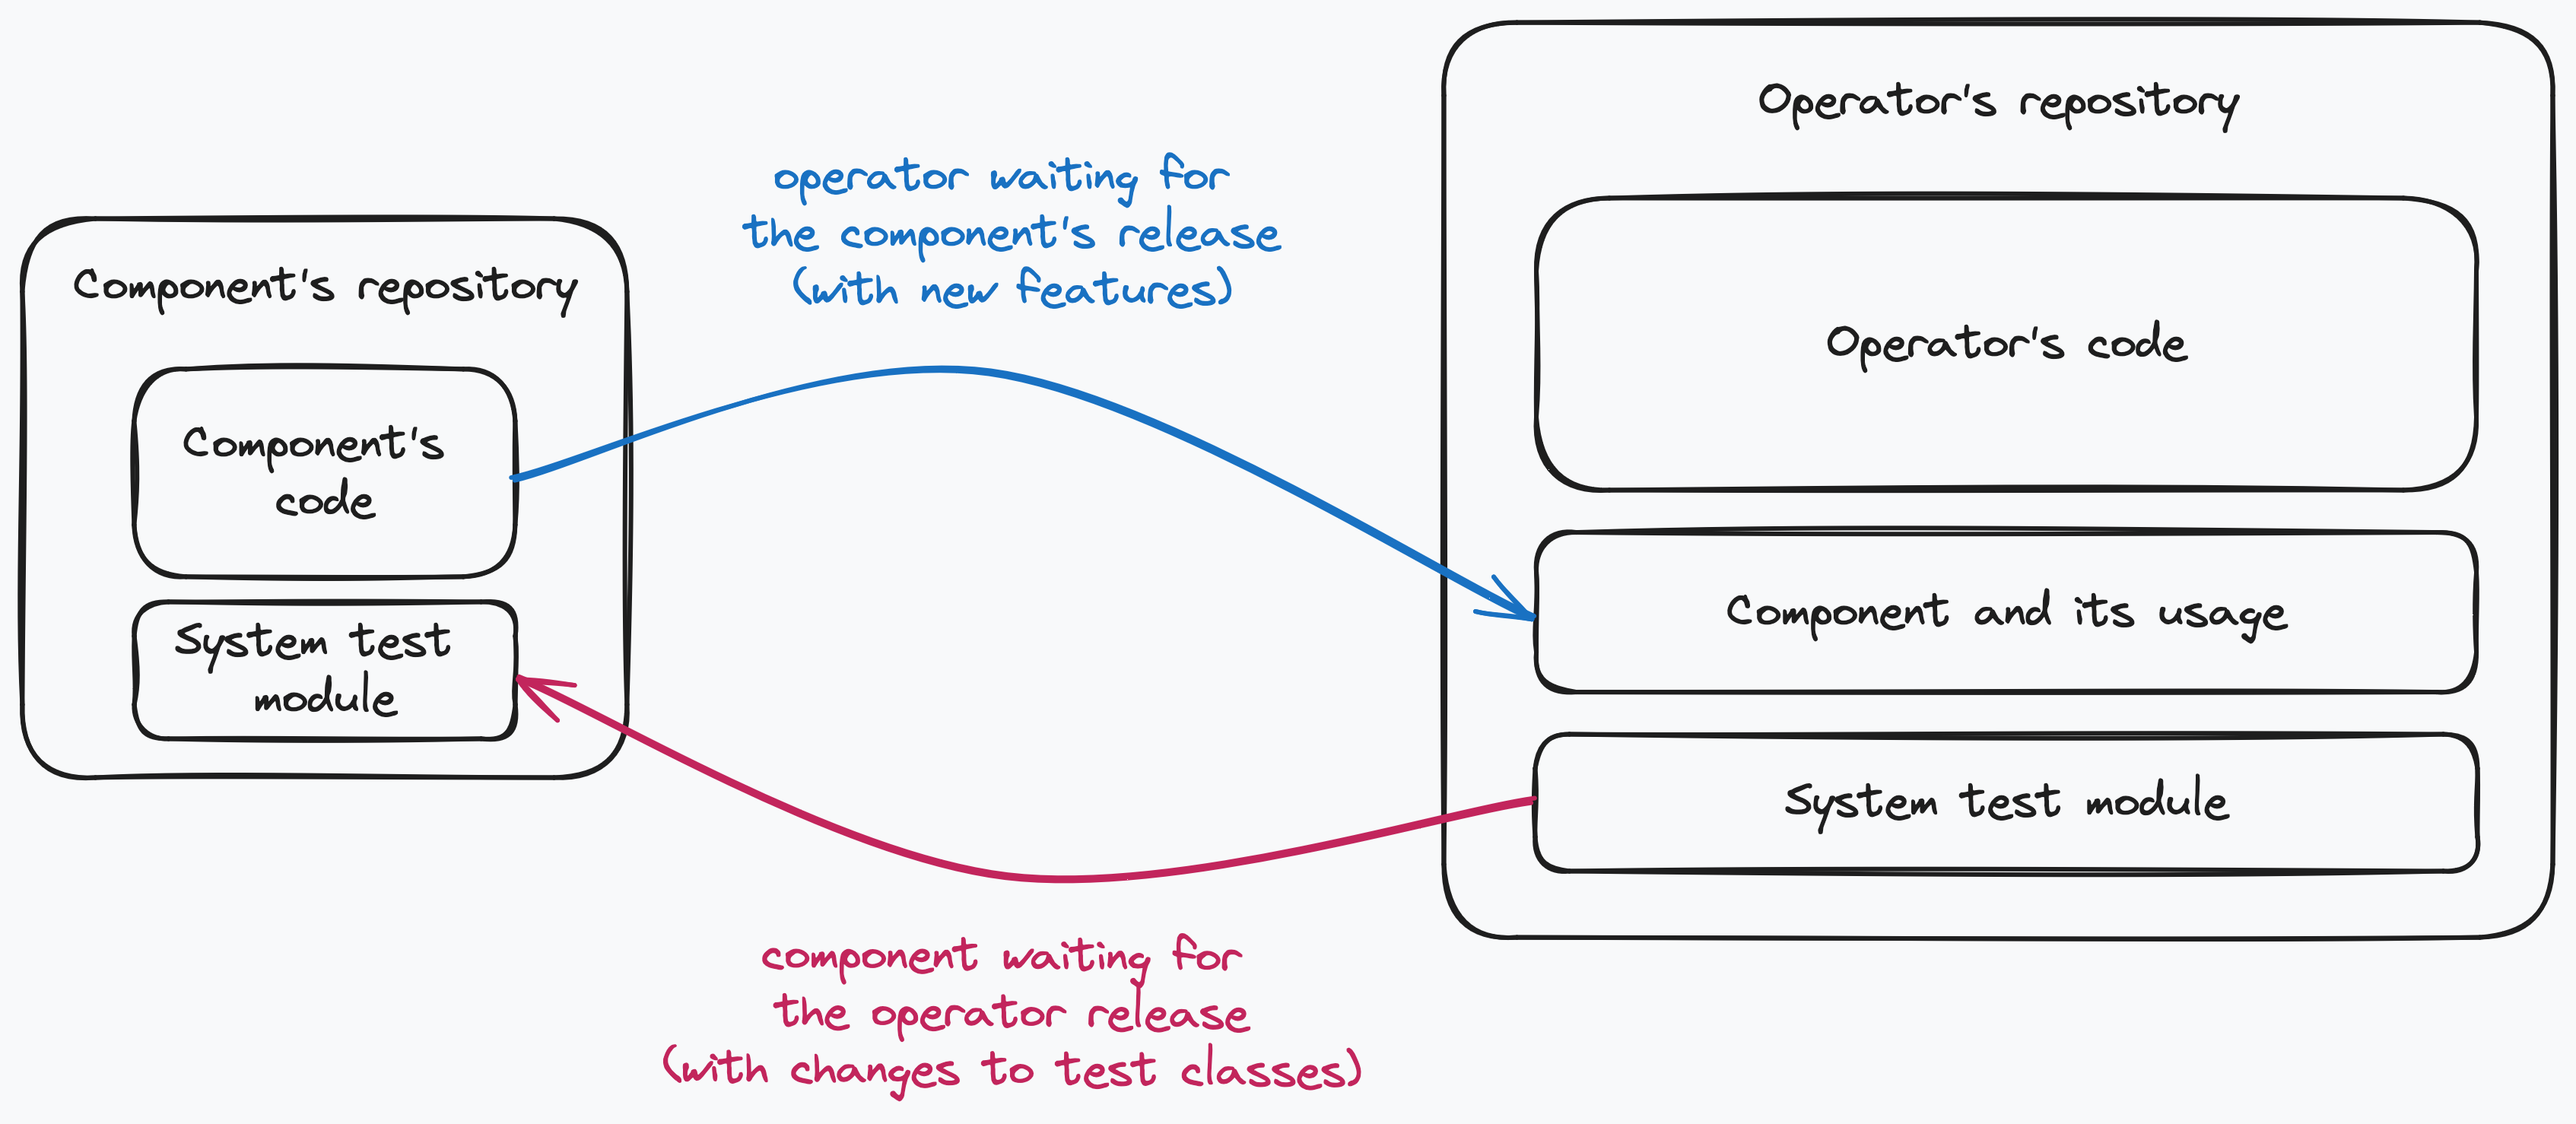 Operator's repository
operator waiting for
the component's release
(with new features)
Component's repository
Operator's code
Component's
code
Component and its usage
System test
module
System test module
component waiting for
the operator release
(with changes to test classes)